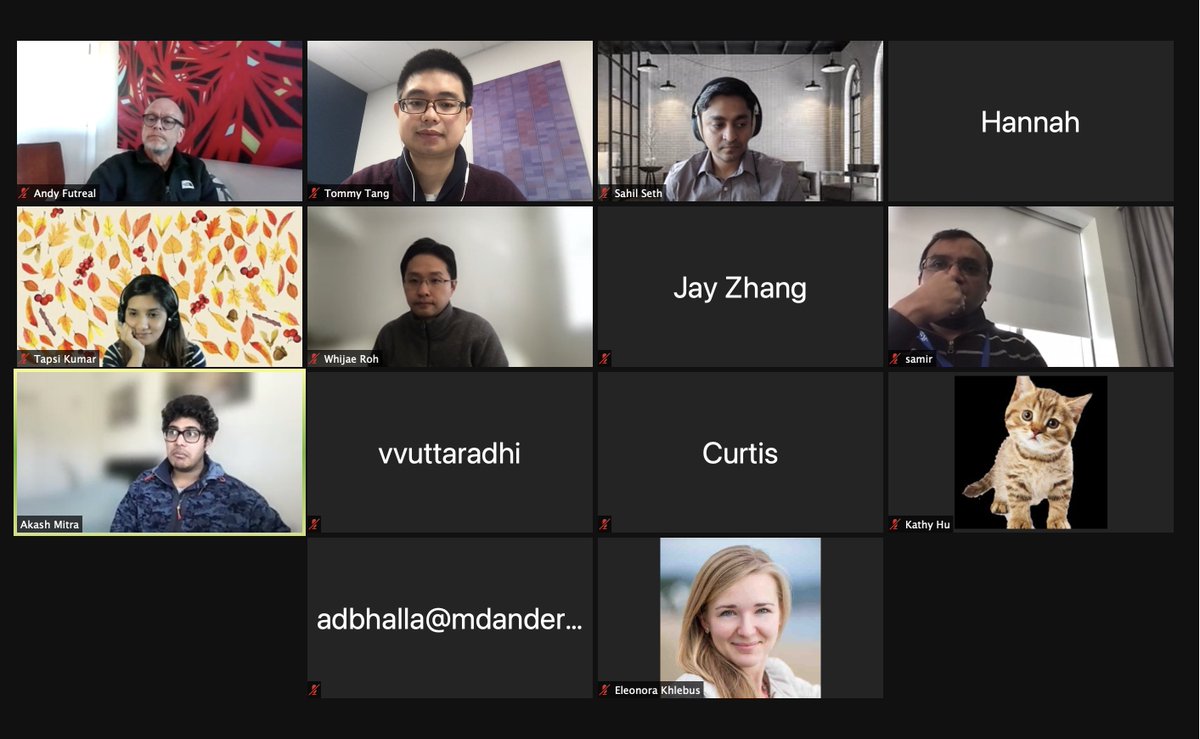 Andy Futreal
Tommy Tang
Sahil Seth
Hannah
Tapsi Kumar
Whijae Roh
Jay Zhang
samir
Akash Mitra
vvuttaradhi
Curtis
Kathy Hu
adbhalla@mdander...
Eleonora Khlebus